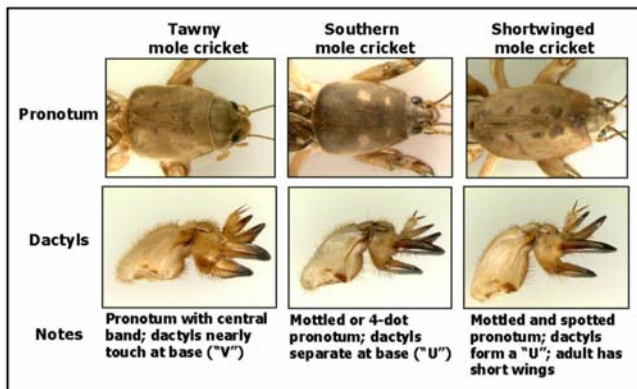 Tawny
mole cricket
Southern
mole cricket
Shortwinged
mole cricket
Pronotum
Dactyls
Notes
Pronotum with central
band; dactyls nearly
touch at base ("V")
Mottled or 4-dot
pronotum; dactyls
separate at base ("U")
Mottled and spotted
pronotum; dactyls
form a "U"; adult has
short wings